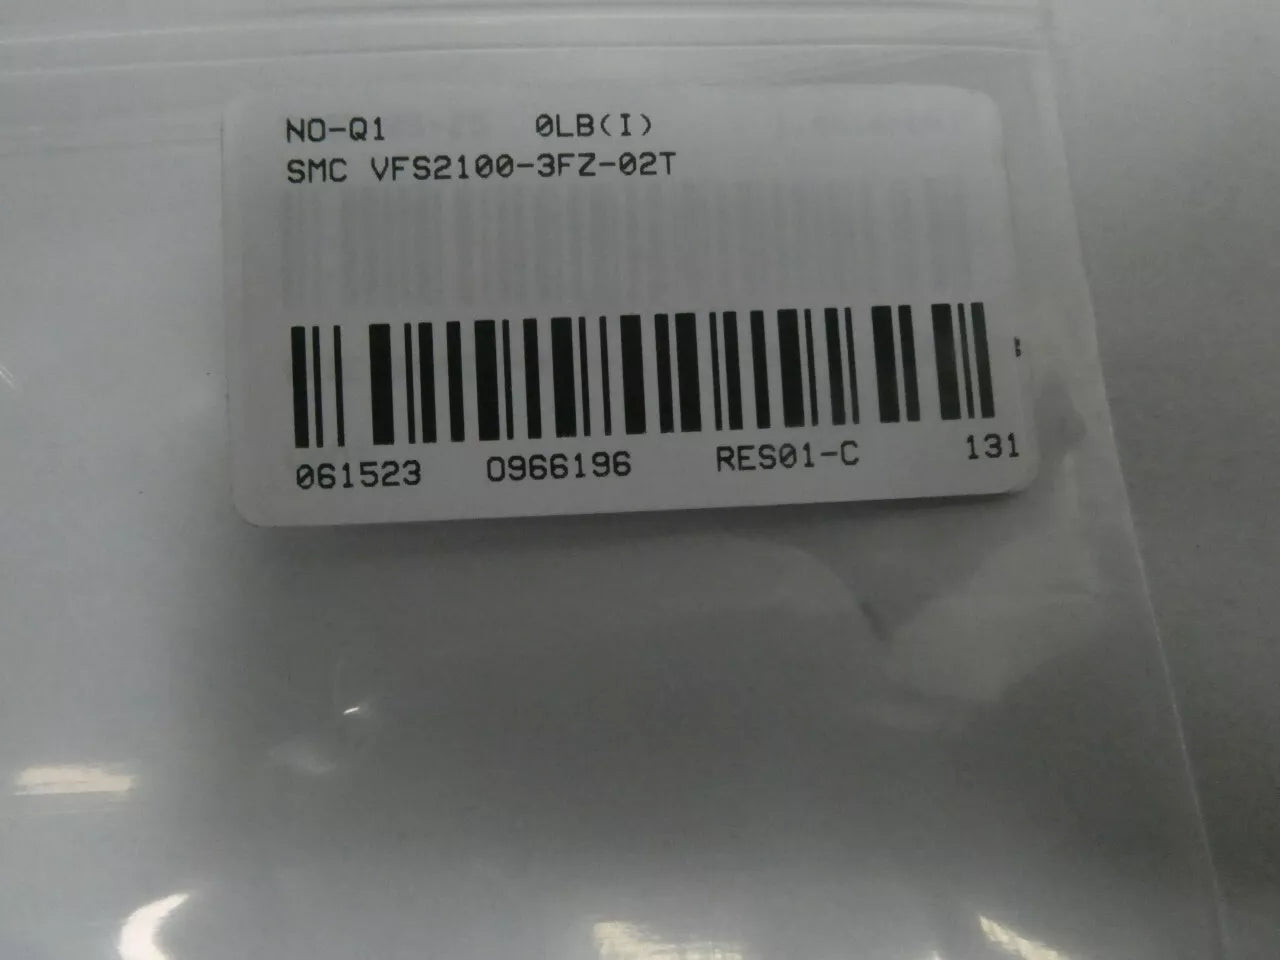 NO-Q1 0LB(I)
SMC VFS2100-3FZ-02T
061523 0966196 RES01-C 131